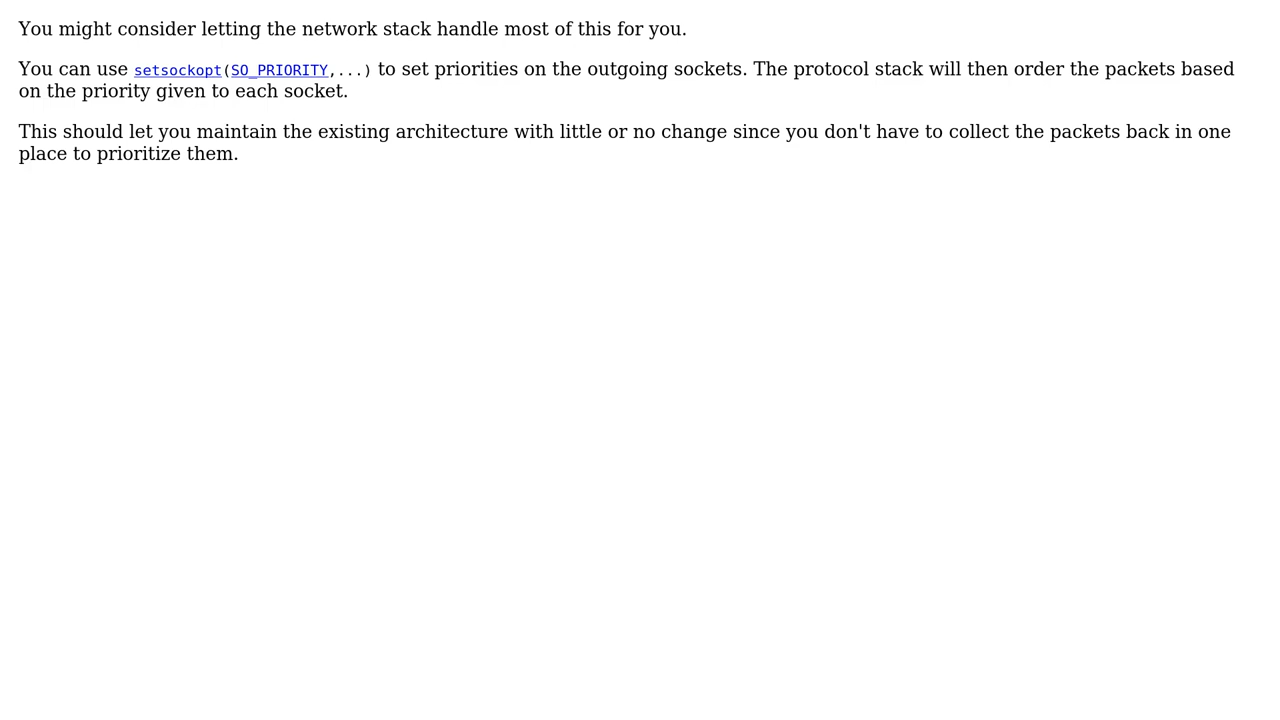 You might consider letting the network stack handle most of this for you.
You can use setsockopt(SO_PRIORITY,...) to set priorities on the outgoing sockets. The protocol stack will then order the packets based
on the priority given to each socket.
This should let you maintain the existing architecture with little or no change since you don't have to collect the packets back in one
place to prioritize them.